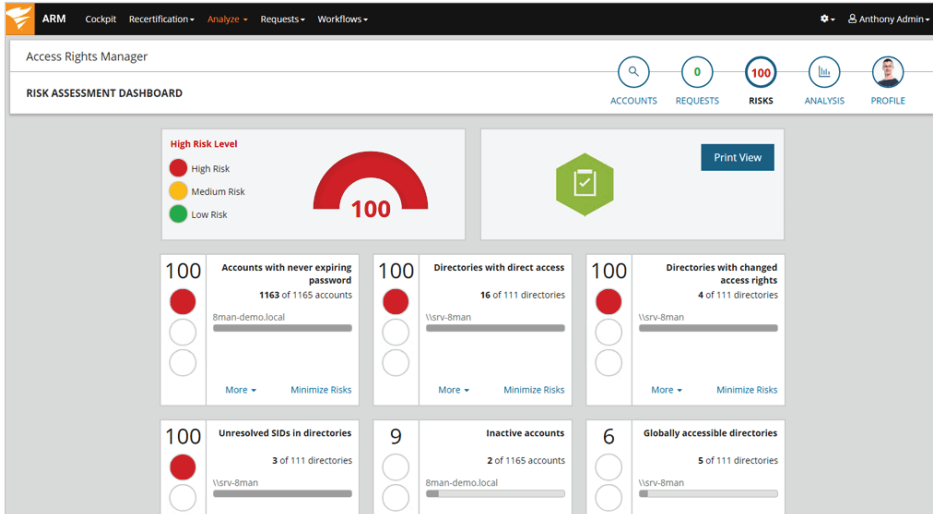 ARM Cockpit Recertification Analyze Requests Workflows Anthony Admin
Access Rights Manager
RISK ASSESSMENT DASHBOARD
0 100
ACCOUNTS REQUESTS RISKS ANALYSIS PROFILE
High Risk Level
High Risk
Medium Risk
Low Risk
100
Print View
100
Accounts with never expiring
password
1163 of 1165 accounts
8man-demo.local
More Minimize Risks
100
Directories with direct access
16 of 111 directories
\\srv-8man
More Minimize Risks
100
Directories with changed
access rights
4 of 111 directories
\\srv-8man
More Minimize Risks
100
Unresolved SIDs in directories
3 of 111 directories
\\srv-8man
9
Inactive accounts
2 of 1165 accounts
8man-demo.local
6
Globally accessible directories
5 of 111 directories
\\srv-8man